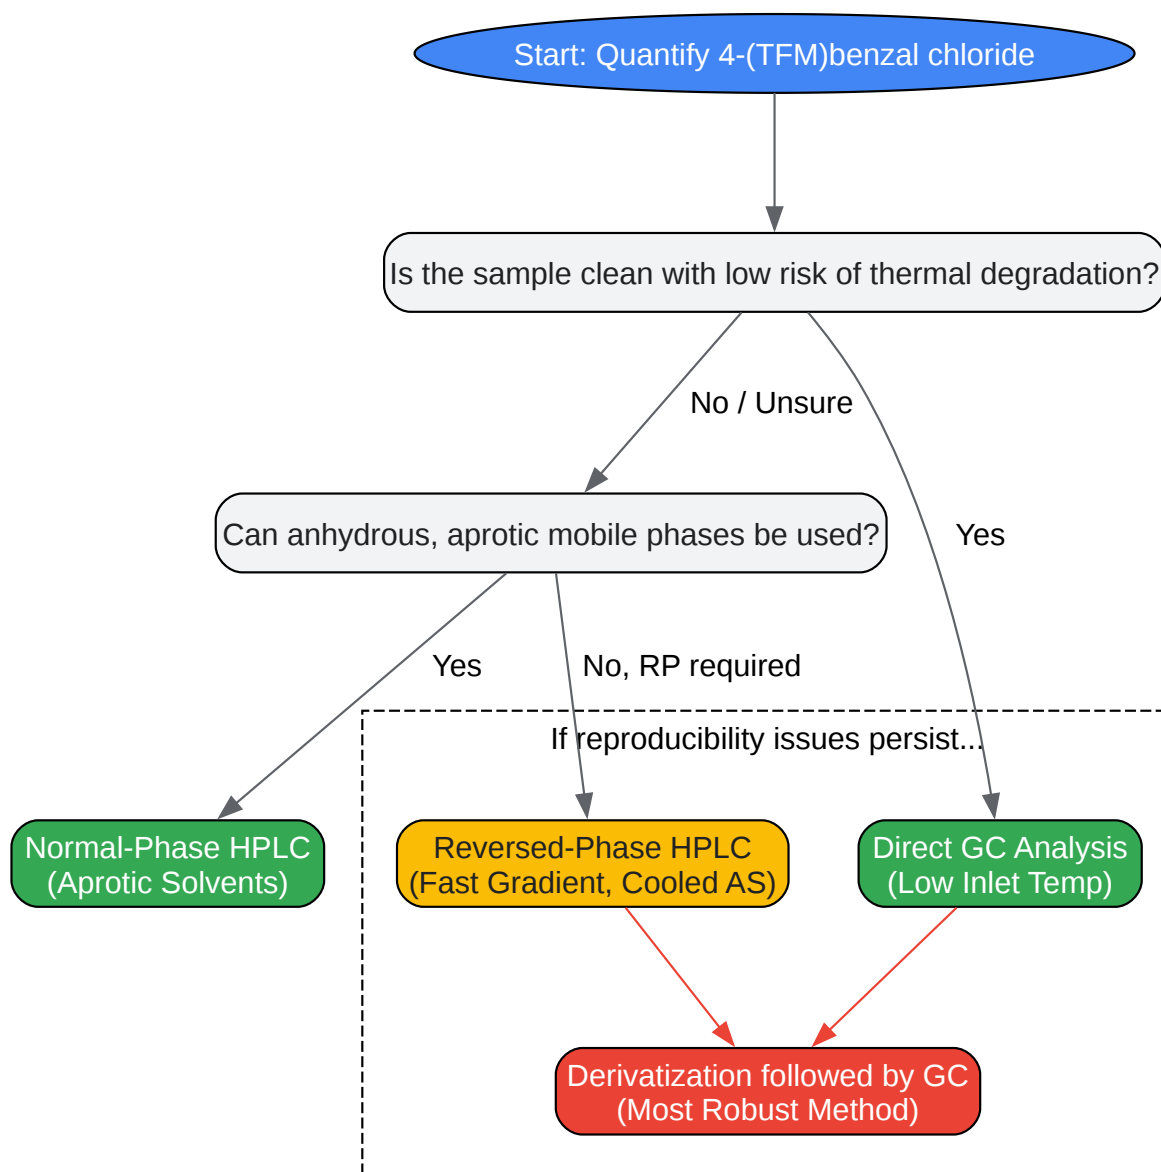 Start: Quantify 4-(TFM)benzal chloride
Is the sample clean with low risk of thermal degradation?
No / Unsure
Can anhydrous, aprotic mobile phases be used?
Yes
Yes
No, RP required
If reproducibility issues persist...
Normal-Phase HPLC
(Aprotic Solvents)
Reversed-Phase HPLC
(Fast Gradient, Cooled AS)
Direct GC Analysis
(Low Inlet Temp)
Derivatization followed by GC
(Most Robust Method)